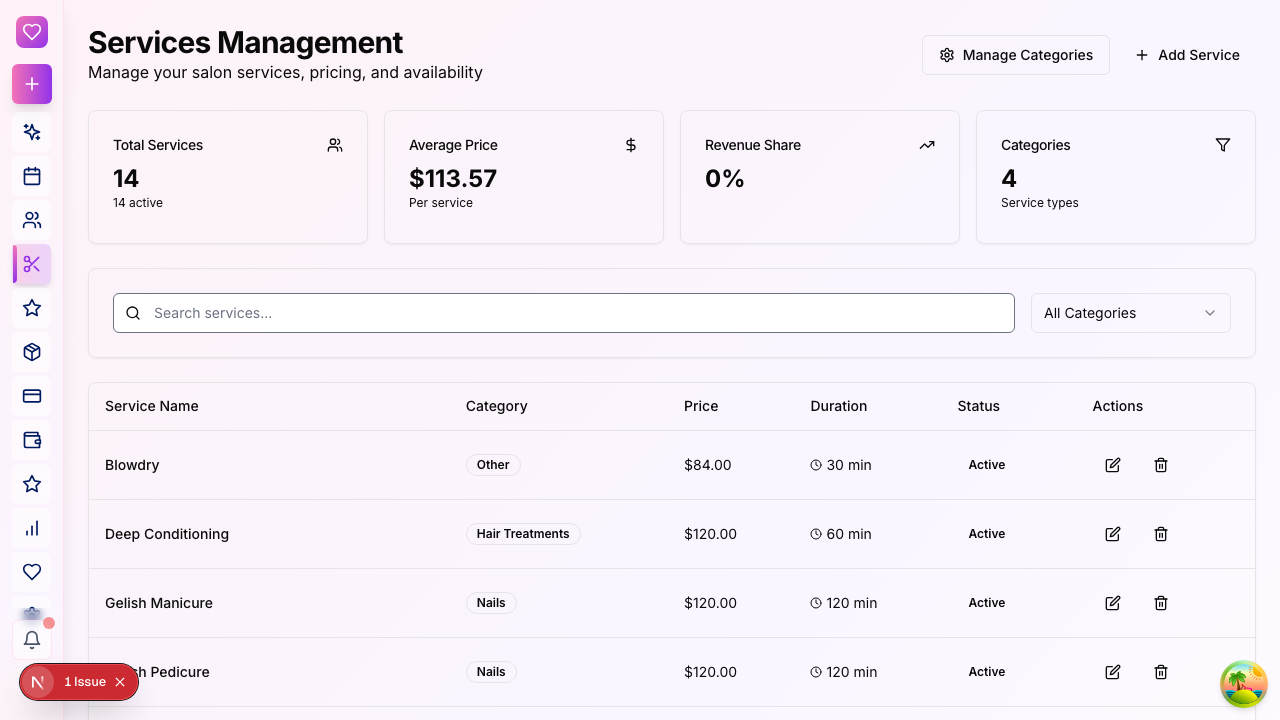 Services Management
Manage your salon services, pricing, and availability
Manage Categories
Add Service
Total Services
14
14 active
Average Price
$113.57
Per service
Revenue Share
0%
Categories
4
Service types
Search services...
All Categories
Service Name Category Price Duration Status Actions
Blowdry Other $84.00 30 min Active
Deep Conditioning Hair Treatments $120.00 60 min Active
Gelish Manicure Nails $120.00 120 min Active
Pedicure Nails $120.00 120 min Active
N 1 Issue